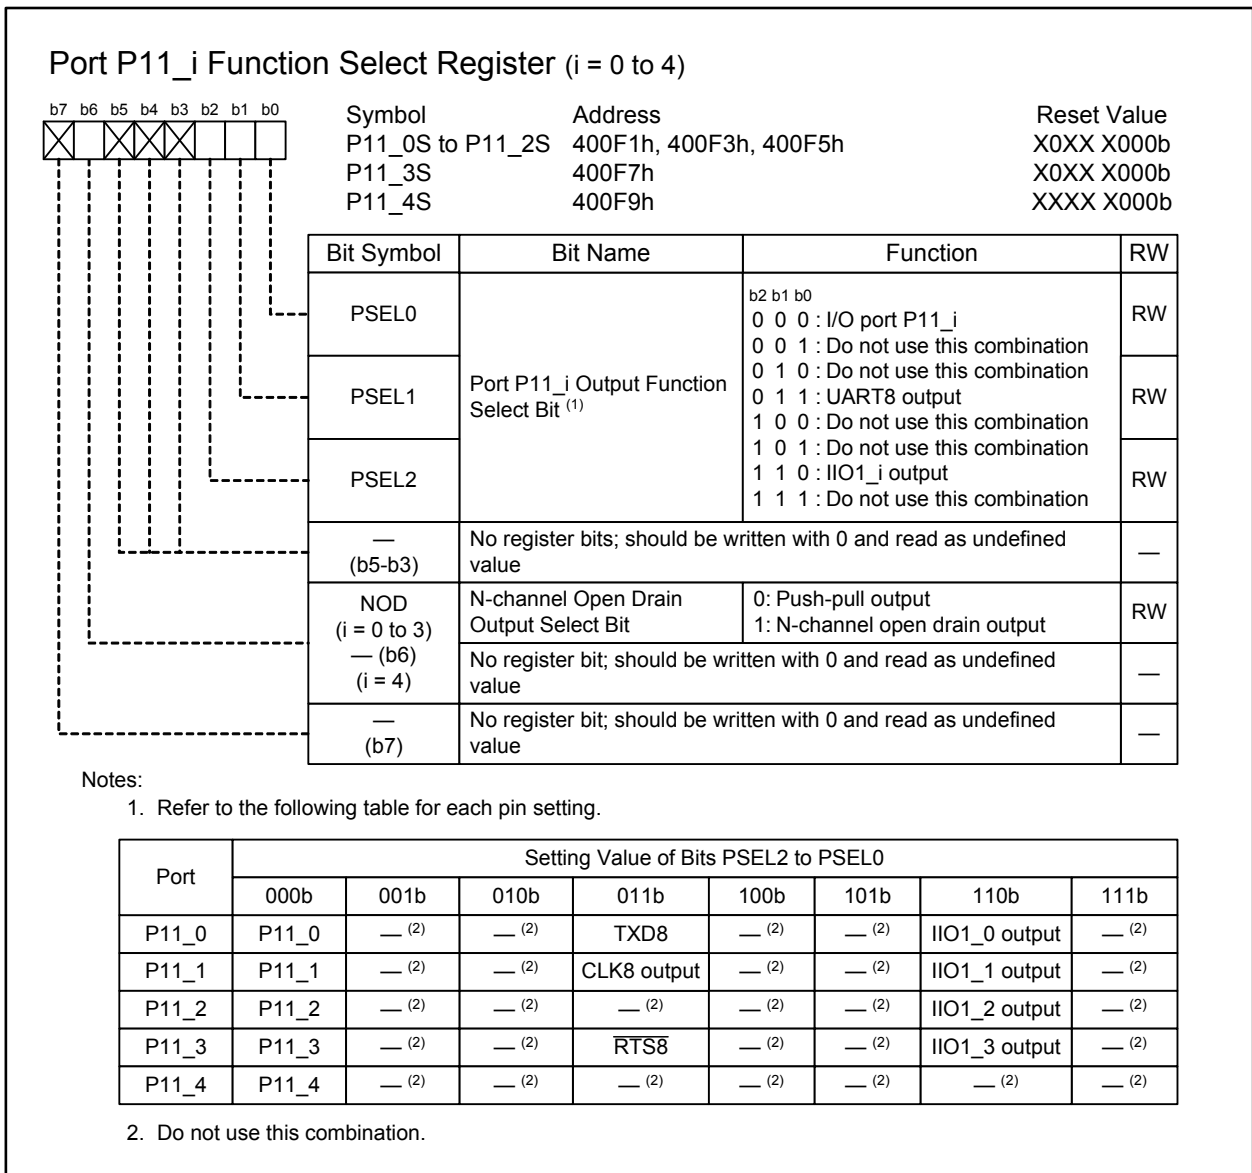 Port P11_i Function Select Register (i = 0 to 4)
b7 b6 b5 b4 b3 b2 b1 b0
Symbol Address Reset Value
P11_0S to P11_2S 400F1h, 400F3h, 400F5h X0XX X000b
P11_3S 400F7h X0XX X000b
P11_4S 400F9h XXXX X000b
Bit Symbol Bit Name Function RW
PSEL0 RW
PSEL1 RW
PSEL2 RW
Port P11_i Output Function
Select Bit (1)
b2 b1 b0
0 0 0 : I/O port P11_i
0 0 1 : Do not use this combination
0 1 0 : Do not use this combination
0 1 1 : UART8 output
1 0 0 : Do not use this combination
1 0 1 : Do not use this combination
1 1 0 : IIO1_i output
1 1 1 : Do not use this combination
—
(b5-b3)
No register bits; should be written with 0 and read as undefined
value
—
NOD
(i = 0 to 3)
— (b6)
(i = 4)
N-channel Open Drain
Output Select Bit
0: Push-pull output
1: N-channel open drain output
RW
No register bit; should be written with 0 and read as undefined
value
—
—
(b7)
No register bit; should be written with 0 and read as undefined
value
—
Notes:
1. Refer to the following table for each pin setting.
Port Setting Value of Bits PSEL2 to PSEL0
000b 001b 010b 011b 100b 101b 110b 111b
P11_0 P11_0 — (2) — (2) TXD8 — (2) — (2) IIO1_0 output — (2)
P11_1 P11_1 — (2) — (2) CLK8 output — (2) — (2) IIO1_1 output — (2)
P11_2 P11_2 — (2) — (2) — (2) — (2) — (2) IIO1_2 output — (2)
P11_3 P11_3 — (2) — (2) RTS8 — (2) — (2) IIO1_3 output — (2)
P11_4 P11_4 — (2) — (2) — (2) — (2) — (2) — (2) — (2)
2. Do not use this combination.